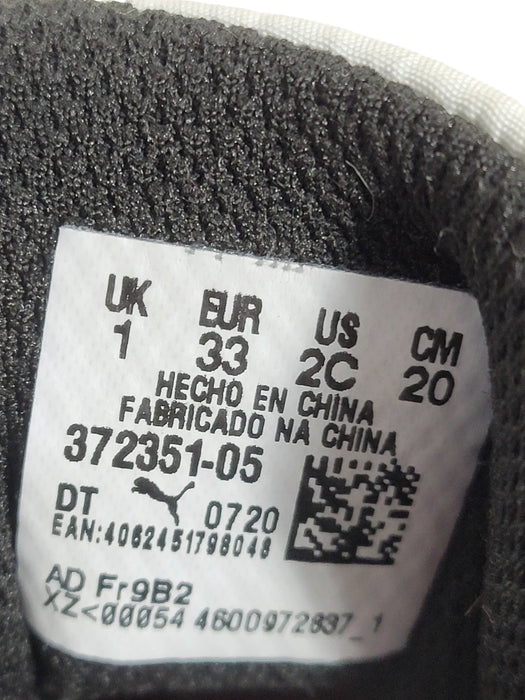 UK EUR US CM
1 33 2C 20
HECHO EN CHINA
FABRICADO NA CHINA
372351-05
DT 0720
EAN:4062451798048
AD Fr9B2
XZ<00054 4600972837_1